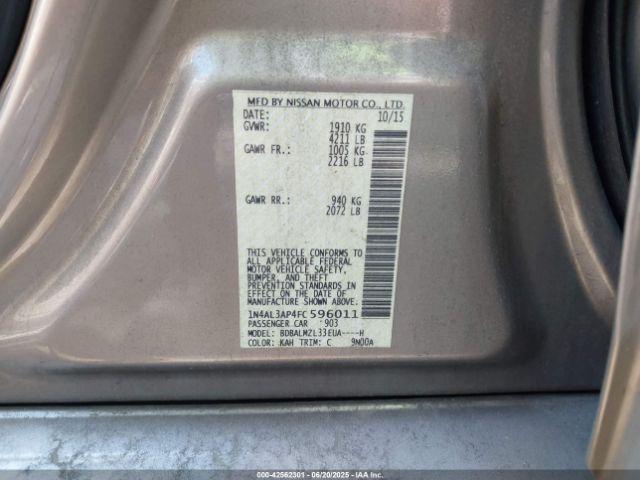 MFD BY NISSAN MOTOR CO., LTD.
DATE: 10/15
GVWR: 1910 KG
4211 LB
GAWR FR.: 1005 KG
2216 LB
GAWR RR.: 940 KG
2072 LB
THIS VEHICLE CONFORMS TO
ALL APPLICABLE FEDERAL
MOTOR VEHICLE SAFETY,
BUMPER, AND THEFT
PREVENTION STANDARDS IN
EFFECT ON THE DATE OF
MANUFACTURE SHOWN ABOVE.
1N4AL3AP4FC596011
PASSENGER CAR 903
MODEL: BDBALMZL33EUA----H
COLOR: KAH TRIM: C 9N00A
000-42562301 - 06/20/2025 - IAA Inc.